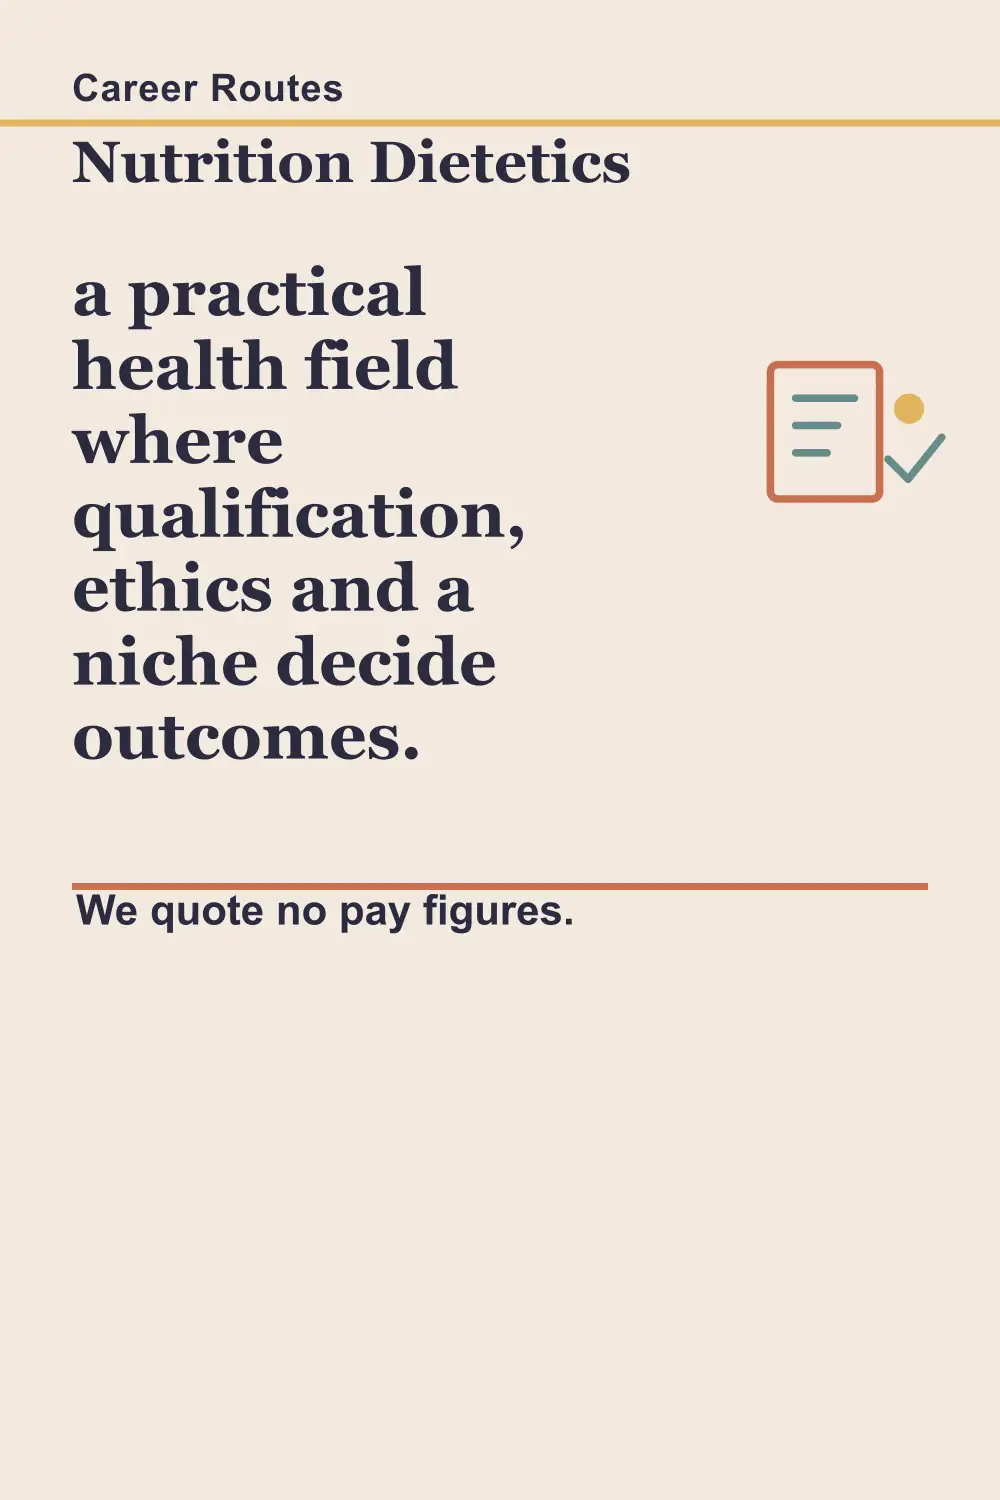 Career Routes
Nutrition Dietetics
a practical
health field
where
qualification,
ethics and a
niche decide
outcomes.
We quote no pay figures.